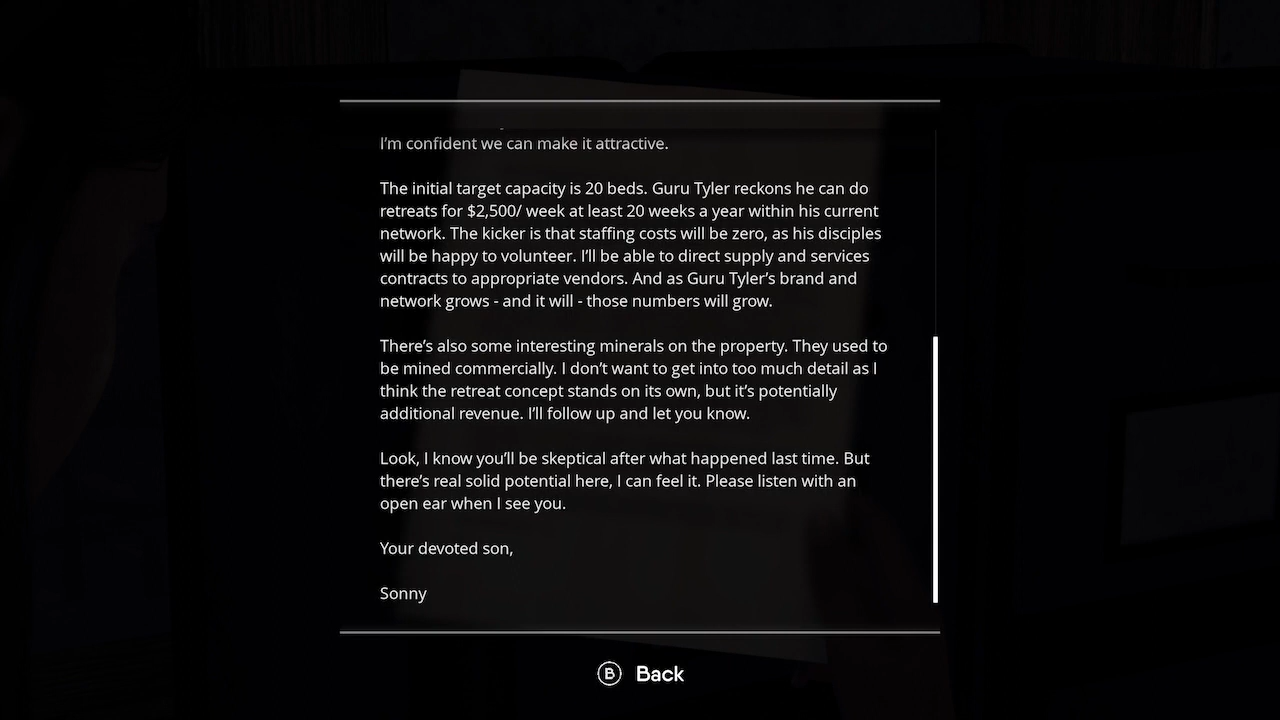 I'm confident we can make it attractive.
The initial target capacity is 20 beds. Guru Tyler reckons he can do
retreats for $2,500/ week at least 20 weeks a year within his current
network. The kicker is that staffing costs will be zero, as his disciples
will be happy to volunteer. I'll be able to direct supply and services
contracts to appropriate vendors. And as Guru Tyler's brand and
network grows - and it will - those numbers will grow.
There's also some interesting minerals on the property. They used to
be mined commercially. I don't want to get into too much detail as I
think the retreat concept stands on its own, but it's potentially
additional revenue. I'll follow up and let you know.
Look, I know you'll be skeptical after what happened last time. But
there's real solid potential here, I can feel it. Please listen with an
open ear when I see you.
Your devoted son,
Sonny
B Back